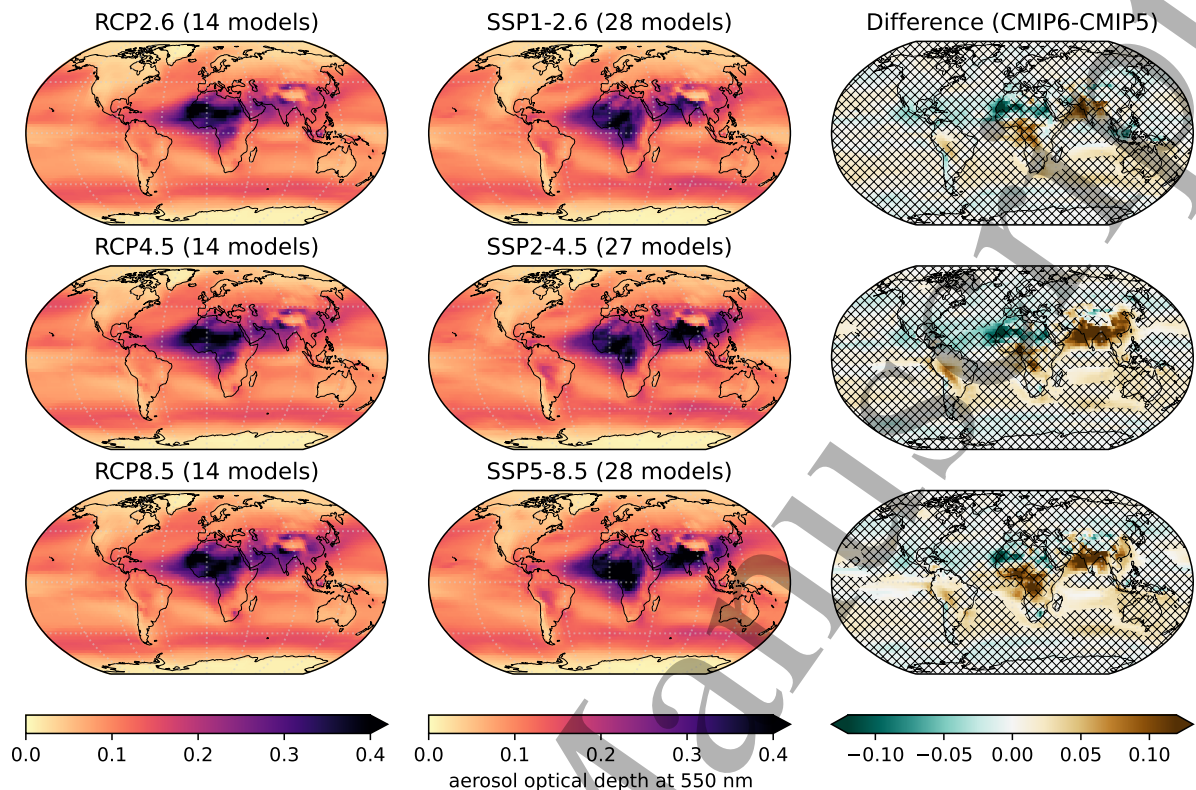 RCP2.6 (14 models)
SSP1-2.6 (28 models)
Difference (CMIP6-CMIP5)
RCP4.5 (14 models)
SSP2-4.5 (27 models)
RCP8.5 (14 models)
SSP5-8.5 (28 models)
0.0 0.1 0.2 0.3 0.4
0.0 0.1 0.2 0.3 0.4
−0.10 −0.05 0.00 0.05 0.10
aerosol optical depth at 550 nm